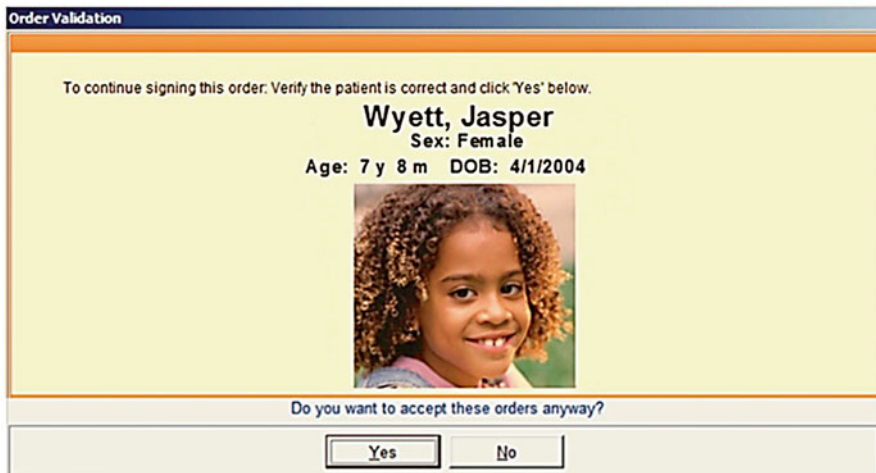 Order Validation
To continue signing this order: Verify the patient is correct and click 'Yes' below.
Wyett, Jasper
Sex: Female
Age: 7 y 8 m DOB: 4/1/2004
Do you want to accept these orders anyway?
Yes No